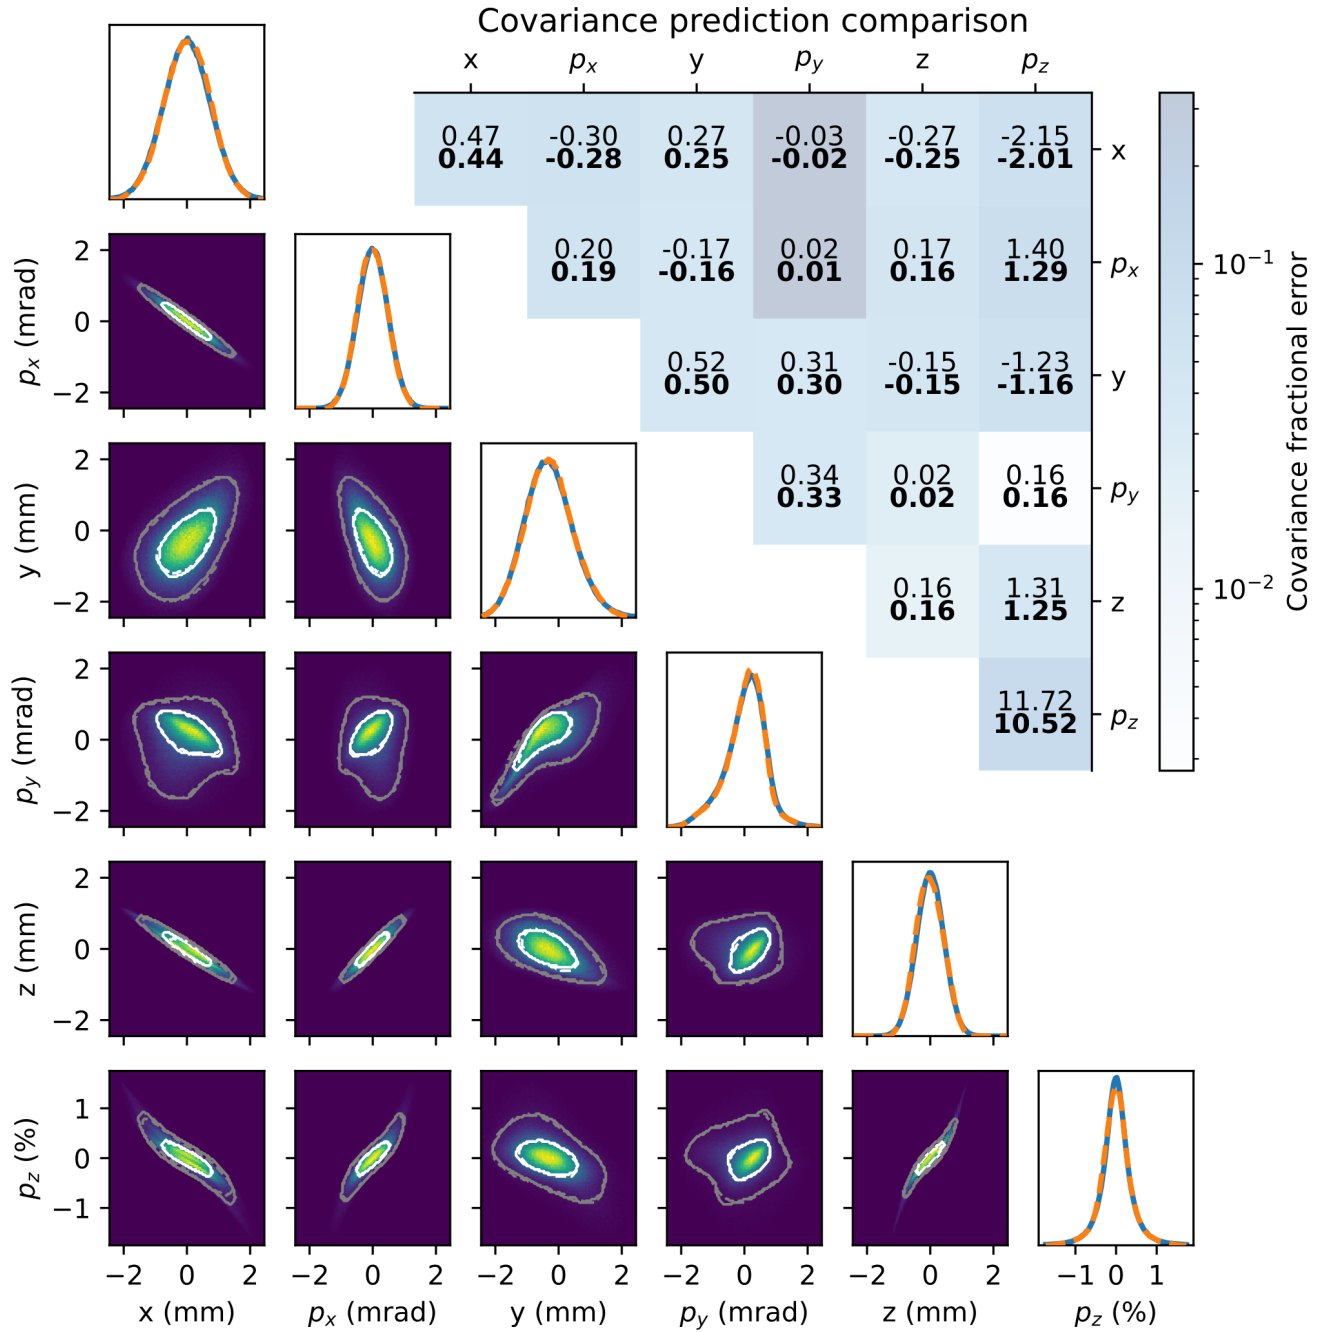 Covariance prediction comparison
x p_x y p_y z p_z
0.47 -0.30 0.27 -0.03 -0.27 -2.15
0.44 -0.28 0.25 -0.02 -0.25 -2.01
x
0.20 -0.17 0.02 0.17 1.40
0.19 -0.16 0.01 0.16 1.29
p_x
0.52 0.31 -0.15 -1.23
0.50 0.30 -0.15 -1.16
y
0.34 0.02 0.16
0.33 0.02 0.16
p_y
0.16 1.31
0.16 1.25
z
11.72
10.52
p_z
10⁻¹
10⁻²
Covariance fractional error
p_x (mrad)
2
0
−2
y (mm)
2
0
−2
p_y (mrad)
2
0
−2
z (mm)
2
0
−2
p_z (%)
1
0
−1
−2 0 2
−2 0 2
−2 0 2
−2 0 2
−2 0 2
−1 0 1
x (mm)
p_x (mrad)
y (mm)
p_y (mrad)
z (mm)
p_z (%)